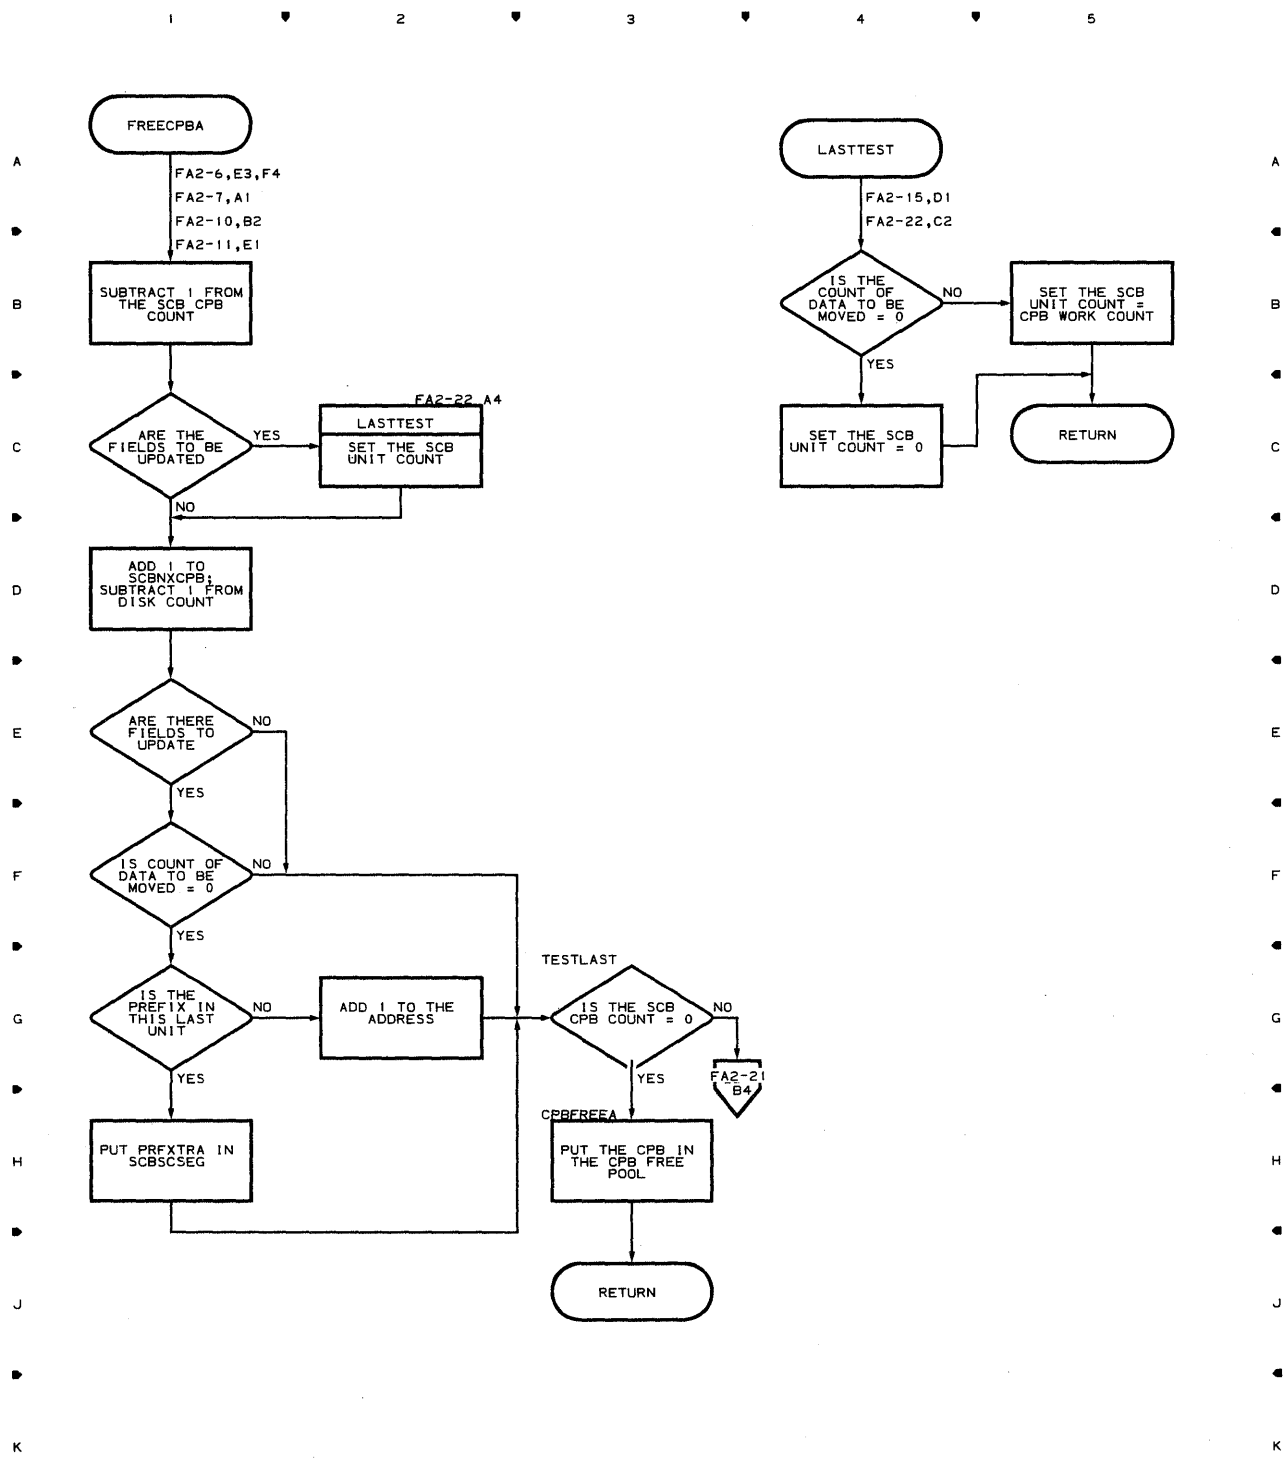 1 2 3 4 5
A
B
C
D
E
F
G
H
J
K
FREECPBA
FA2-6,E3,F4
FA2-7,A1
FA2-10,B2
FA2-11,E1
SUBTRACT 1 FROM
THE SCB CPB
COUNT
ARE THE
FIELDS TO BE
UPDATED
YES
NO
FA2-22 A4
LASTTEST
SET THE SCB
UNIT COUNT
ADD 1 TO
SCBNXCPB;
SUBTRACT 1 FROM
DISK COUNT
ARE THERE
FIELDS TO
UPDATE
NO
YES
IS COUNT OF
DATA TO BE
MOVED = 0
NO
YES
IS THE
PREFIX IN
THIS LAST
UNIT
NO
YES
ADD 1 TO THE
ADDRESS
PUT PRFXTRA IN
SCBSCSEG
TESTLAST
IS THE SCB
CPB COUNT = 0
NO
YES
FA2-21
B4
CPBFREEA
PUT THE CPB IN
THE CPB FREE
POOL
RETURN
LASTTEST
FA2-15,D1
FA2-22,C2
IS THE
COUNT OF
DATA TO BE
MOVED = 0
NO
YES
SET THE SCB
UNIT COUNT =
CPB WORK COUNT
SET THE SCB
UNIT COUNT = 0
RETURN
A
B
C
D
E
F
G
H
J
K